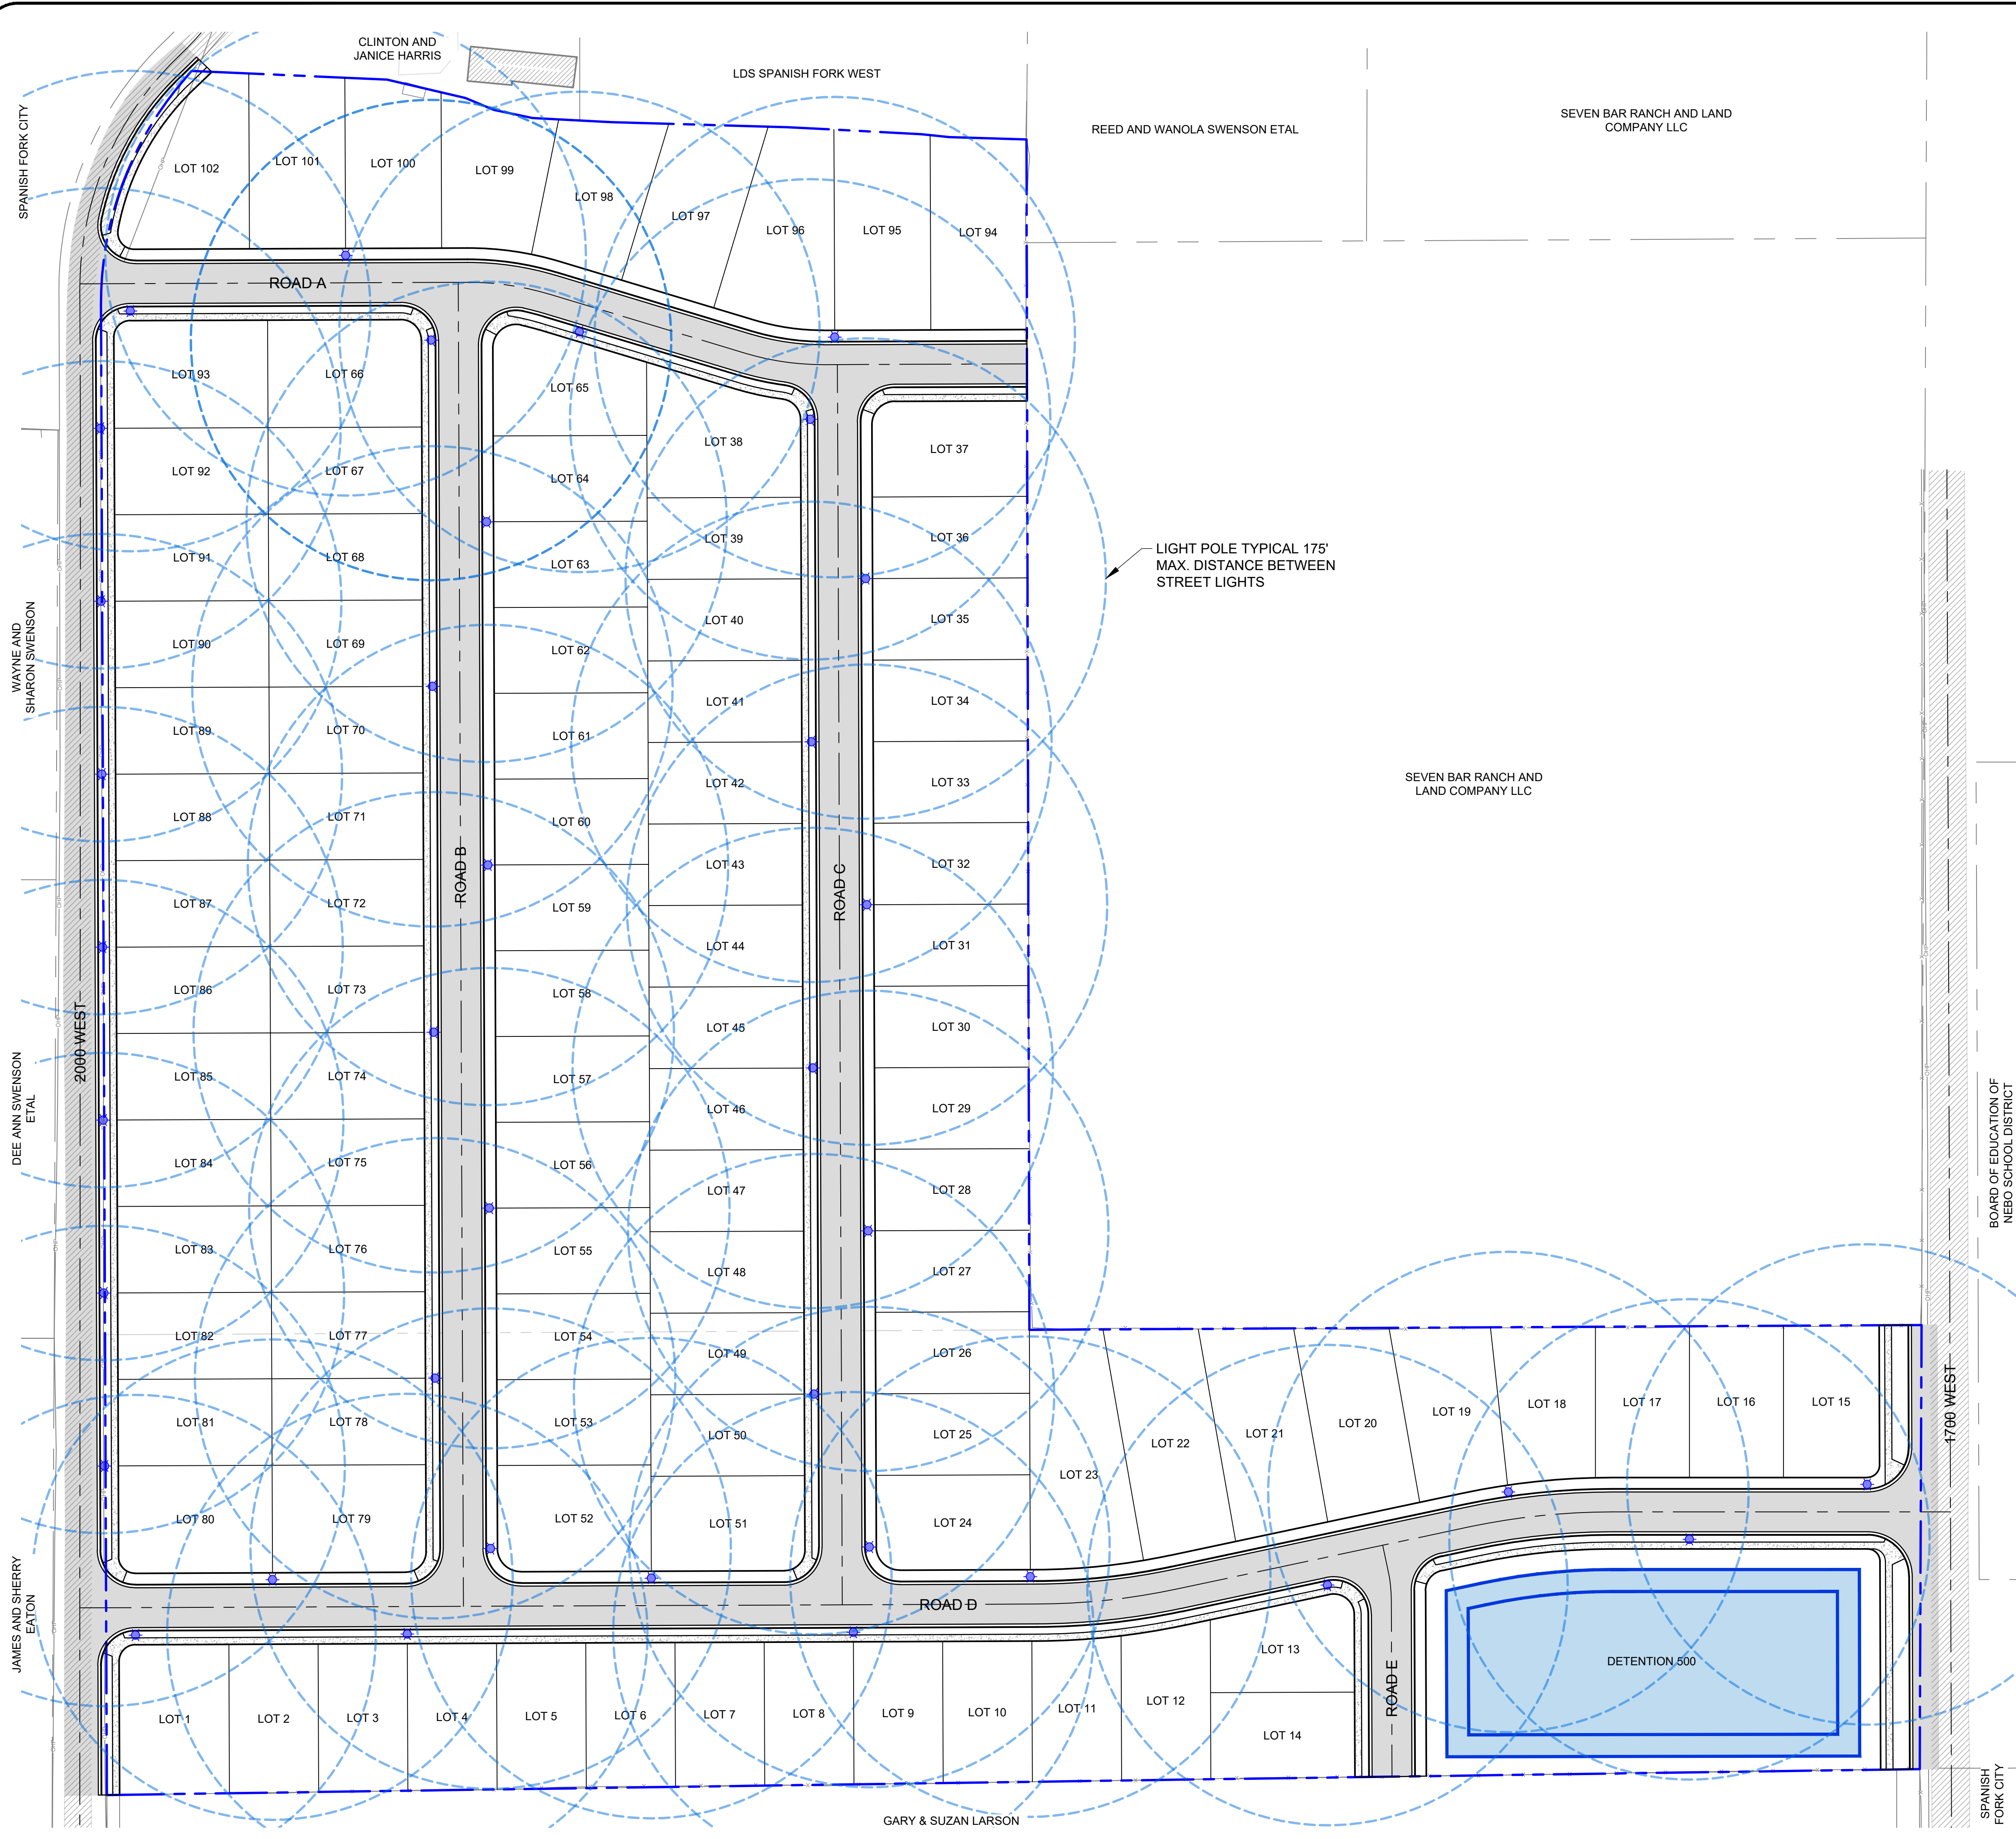 CLINTON AND
JANICE HARRIS
LDS SPANISH FORK WEST
REED AND WANOLA SWENSON ETAL
SEVEN BAR RANCH AND LAND
COMPANY LLC
SPANISH FORK CITY
LOT 102
LOT 101
LOT 100
LOT 99
LOT 98
LOT 97
LOT 96
LOT 95
LOT 94
OHP
ROAD A
LOT 93
LOT 66
LOT 65
LOT 38
LOT 37
LOT 92
LOT 67
LOT 64
LOT 39
LOT 36
LIGHT POLE TYPICAL 175'
MAX. DISTANCE BETWEEN
STREET LIGHTS
LOT 91
LOT 68
LOT 63
LOT 40
LOT 35
WAYNE AND
SHARON SWENSON
LOT 90
LOT 69
LOT 62
LOT 41
LOT 34
LOT 89
LOT 70
LOT 61
LOT 42
LOT 33
SEVEN BAR RANCH AND
LAND COMPANY LLC
LOT 88
LOT 71
LOT 60
LOT 43
LOT 32
ROAD B
ROAD C
LOT 87
LOT 72
LOT 59
LOT 44
LOT 31
LOT 86
LOT 73
LOT 58
LOT 45
LOT 30
2000 WEST
DEE ANN SWENSON
ETAL
LOT 85
LOT 74
LOT 57
LOT 46
LOT 29
BOARD OF EDUCATION OF
NEBO SCHOOL DISTRICT
LOT 84
LOT 75
LOT 56
LOT 47
LOT 28
LOT 83
LOT 76
LOT 55
LOT 48
LOT 27
LOT 82
LOT 77
LOT 54
LOT 49
LOT 26
LOT 81
LOT 78
LOT 53
LOT 50
LOT 25
LOT 23
LOT 22
LOT 21
LOT 20
LOT 19
LOT 18
LOT 17
LOT 16
LOT 15
1700 WEST
LOT 80
LOT 79
LOT 52
LOT 51
LOT 24
JAMES AND SHERRY
EATON
ROAD D
LOT 1
LOT 2
LOT 3
LOT 4
LOT 5
LOT 6
LOT 7
LOT 8
LOT 9
LOT 10
LOT 11
LOT 12
LOT 13
LOT 14
ROAD E
DETENTION 500
GARY & SUZAN LARSON
SPANISH
FORK CITY